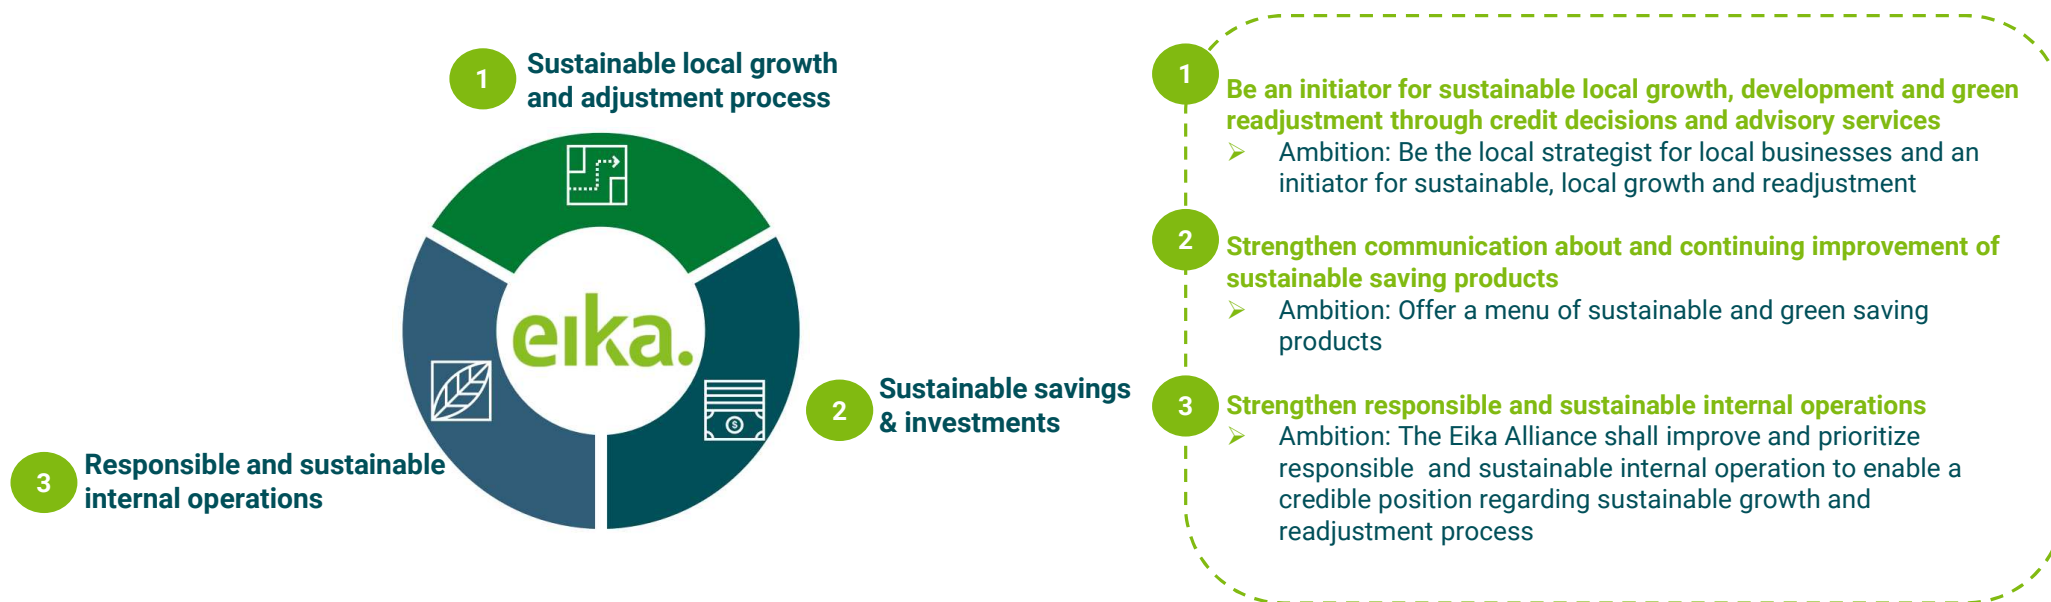 1
Sustainable local growth
and adjustment process
eika.
2
Sustainable savings
& investments
3
Responsible and sustainable
internal operations
1
Be an initiator for sustainable local growth, development and green
readjustment through credit decisions and advisory services
➢ Ambition: Be the local strategist for local businesses and an
initiator for sustainable, local growth and readjustment
2
Strengthen communication about and continuing improvement of
sustainable saving products
➢ Ambition: Offer a menu of sustainable and green saving
products
3
Strengthen responsible and sustainable internal operations
➢ Ambition: The Eika Alliance shall improve and prioritize
responsible and sustainable internal operation to enable a
credible position regarding sustainable growth and
readjustment process